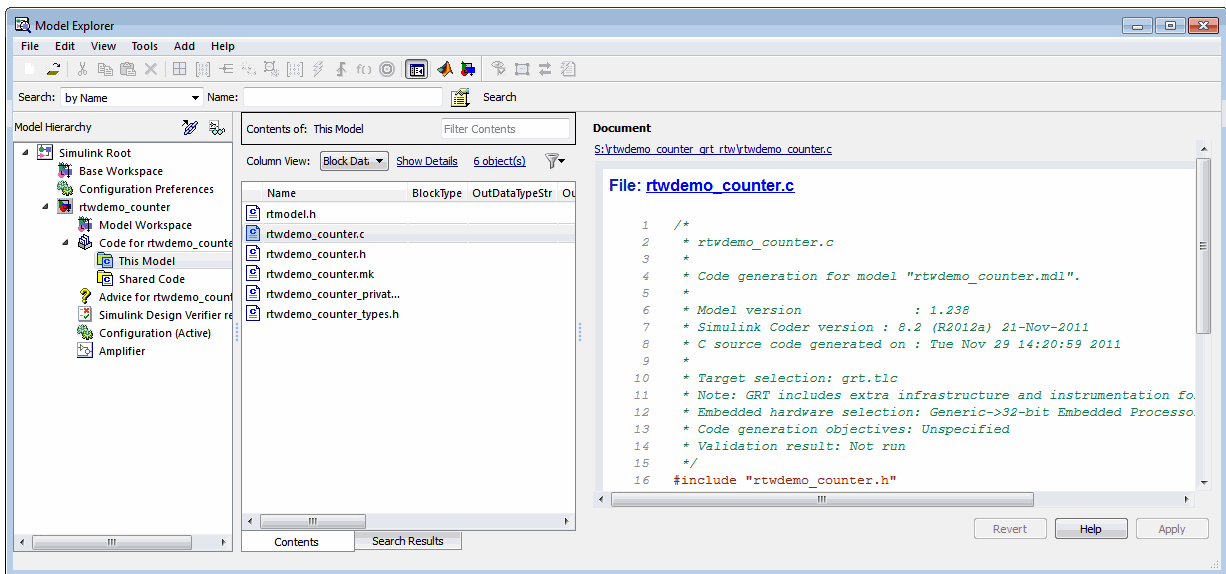 Model Explorer
File Edit View Tools Add Help
Search: by Name Name: Search
Model Hierarchy
Simulink Root
Base Workspace
Configuration Preferences
rtwdemo_counter
Model Workspace
Code for rtwdemo_counte
This Model
Shared Code
Advice for rtwdemo_count
Simulink Design Verifier re
Configuration (Active)
Amplifier
Contents of: This Model Filter Contents
Column View: Block Dat Show Details 6 object(s)
Name BlockType OutDataTypeStr Ou
rtmodel.h
rtwdemo_counter.c
rtwdemo_counter.h
rtwdemo_counter.mk
rtwdemo_counter_privat...
rtwdemo_counter_types.h
Contents Search Results
Document
S:\rtwdemo_counter_grt_rtw\rtwdemo_counter.c
File: rtwdemo_counter.c
1 /*
2 * rtwdemo_counter.c
3 *
4 * Code generation for model "rtwdemo_counter.mdl".
5 *
6 * Model version : 1.238
7 * Simulink Coder version : 8.2 (R2012a) 21-Nov-2011
8 * C source code generated on : Tue Nov 29 14:20:59 2011
9 *
10 * Target selection: grt.tlc
11 * Note: GRT includes extra infrastructure and instrumentation fo
12 * Embedded hardware selection: Generic->32-bit Embedded Processo
13 * Code generation objectives: Unspecified
14 * Validation result: Not run
15 */
16 #include "rtwdemo_counter.h"
Revert Help Apply